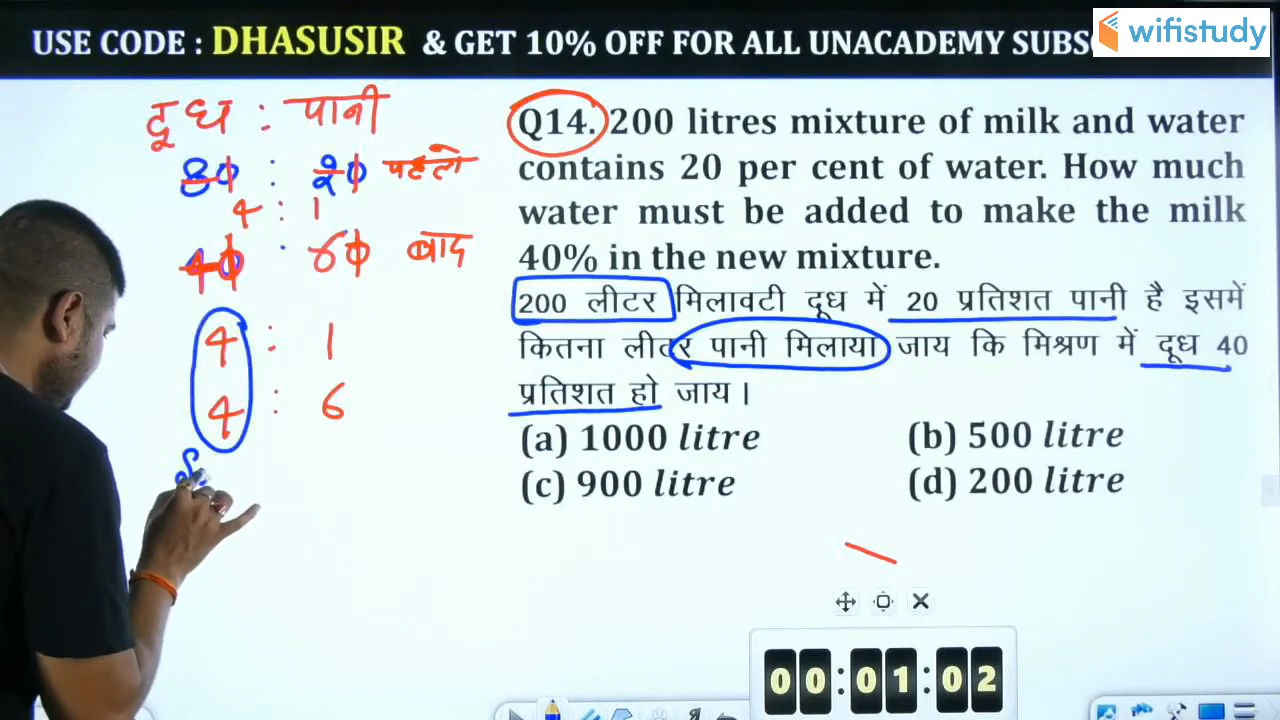 USE CODE : DHASUSIR & GET 10% OFF FOR ALL UNACADEMY SUBS
wifistudy
दूध : पानी
80 : 20 पहले
4 : 1
40 : 60 बाद
4 : 1
4 : 6
Q14. 200 litres mixture of milk and water
contains 20 per cent of water. How much
water must be added to make the milk
40% in the new mixture.
200 लीटर मिलावटी दूध में 20 प्रतिशत पानी है इसमें
कितना लीटर पानी मिलाया जाय कि मिश्रण में दूध 40
प्रतिशत हो जाय।
(a) 1000 litre (b) 500 litre
(c) 900 litre (d) 200 litre
00:01:02